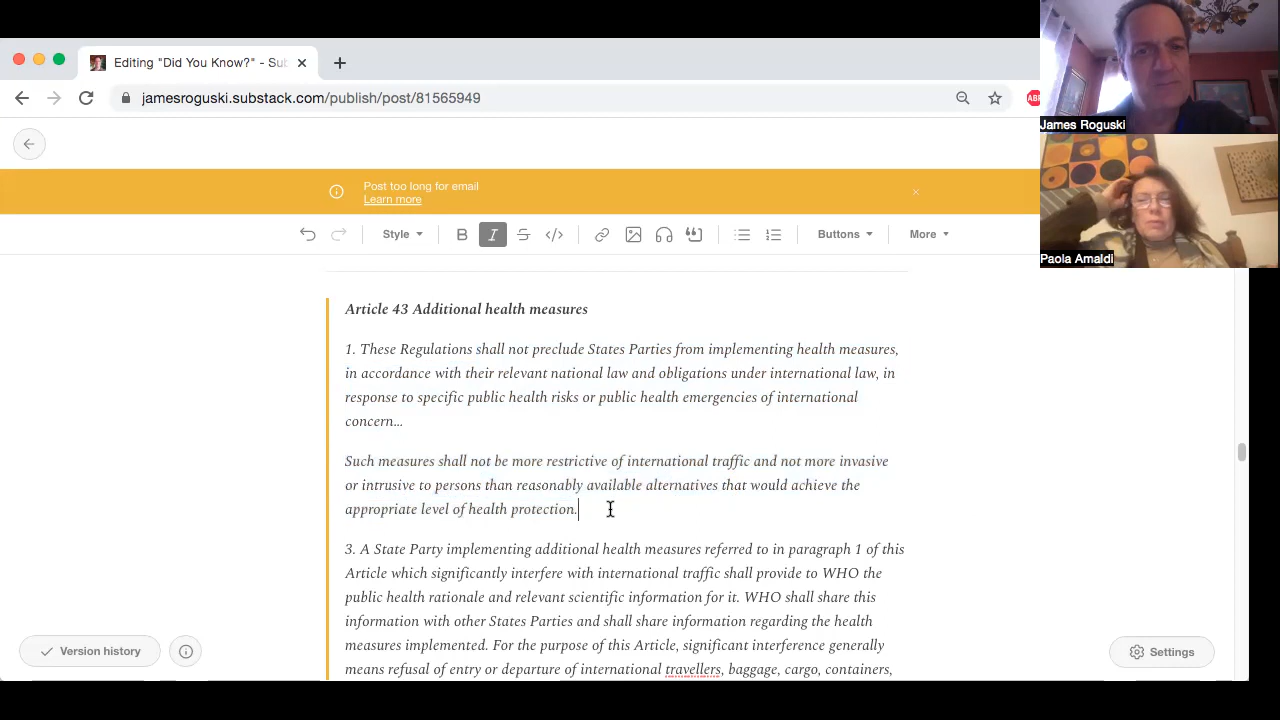 Editing "Did You Know?" - Sub
jamesroguski.substack.com/publish/post/81565949
ABP
James Roguski
Post too long for email
Learn more
Style
B I S </>
Buttons
More
Paola Amaldi
Article 43 Additional health measures
1. These Regulations shall not preclude States Parties from implementing health measures,
in accordance with their relevant national law and obligations under international law, in
response to specific public health risks or public health emergencies of international
concern...
Such measures shall not be more restrictive of international traffic and not more invasive
or intrusive to persons than reasonably available alternatives that would achieve the
appropriate level of health protection.
3. A State Party implementing additional health measures referred to in paragraph 1 of this
Article which significantly interfere with international traffic shall provide to WHO the
public health rationale and relevant scientific information for it. WHO shall share this
information with other States Parties and shall share information regarding the health
measures implemented. For the purpose of this Article, significant interference generally
means refusal of entry or departure of international travellers, baggage, cargo, containers,
Version history
Settings